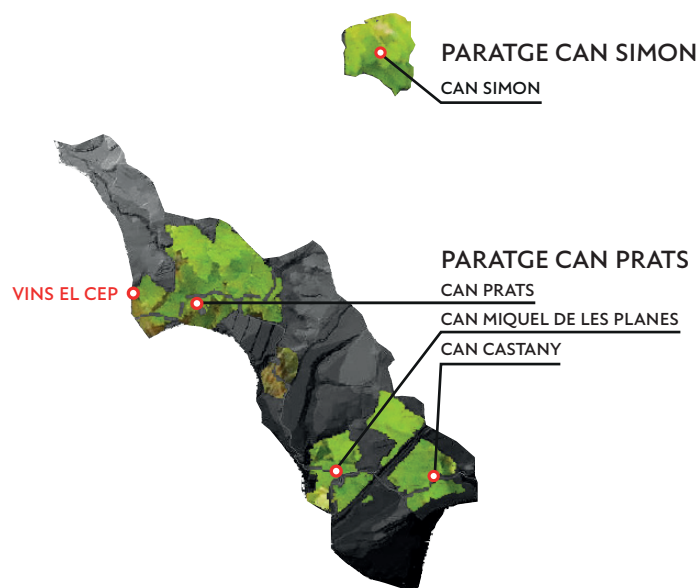 PARATGE CAN SIMON
CAN SIMON
PARATGE CAN PRATS
VINS EL CEP
CAN PRATS
CAN MIQUEL DE LES PLANES
CAN CASTANY